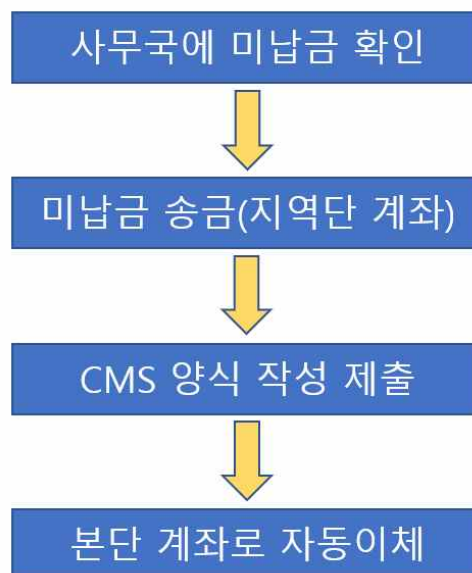 사무국에 미납금 확인
미납금 송금(지역단 계좌)
CMS 양식 작성 제출
본단 계좌로 자동이체